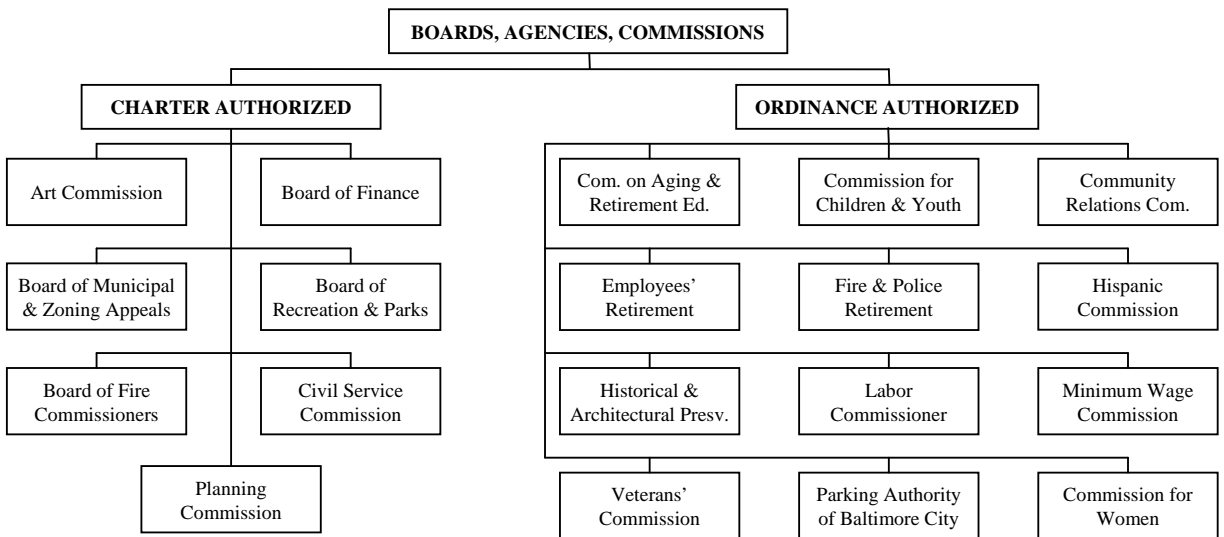 BOARDS, AGENCIES, COMMISSIONS
CHARTER AUTHORIZED
ORDINANCE AUTHORIZED
Art Commission
Board of Finance
Com. on Aging &
Retirement Ed.
Commission for
Children & Youth
Community
Relations Com.
Board of Municipal
& Zoning Appeals
Board of
Recreation & Parks
Employees’
Retirement
Fire & Police
Retirement
Hispanic
Commission
Board of Fire
Commissioners
Civil Service
Commission
Historical &
Architectural Presv.
Labor
Commissioner
Minimum Wage
Commission
Planning
Commission
Veterans’
Commission
Parking Authority
of Baltimore City
Commission for
Women